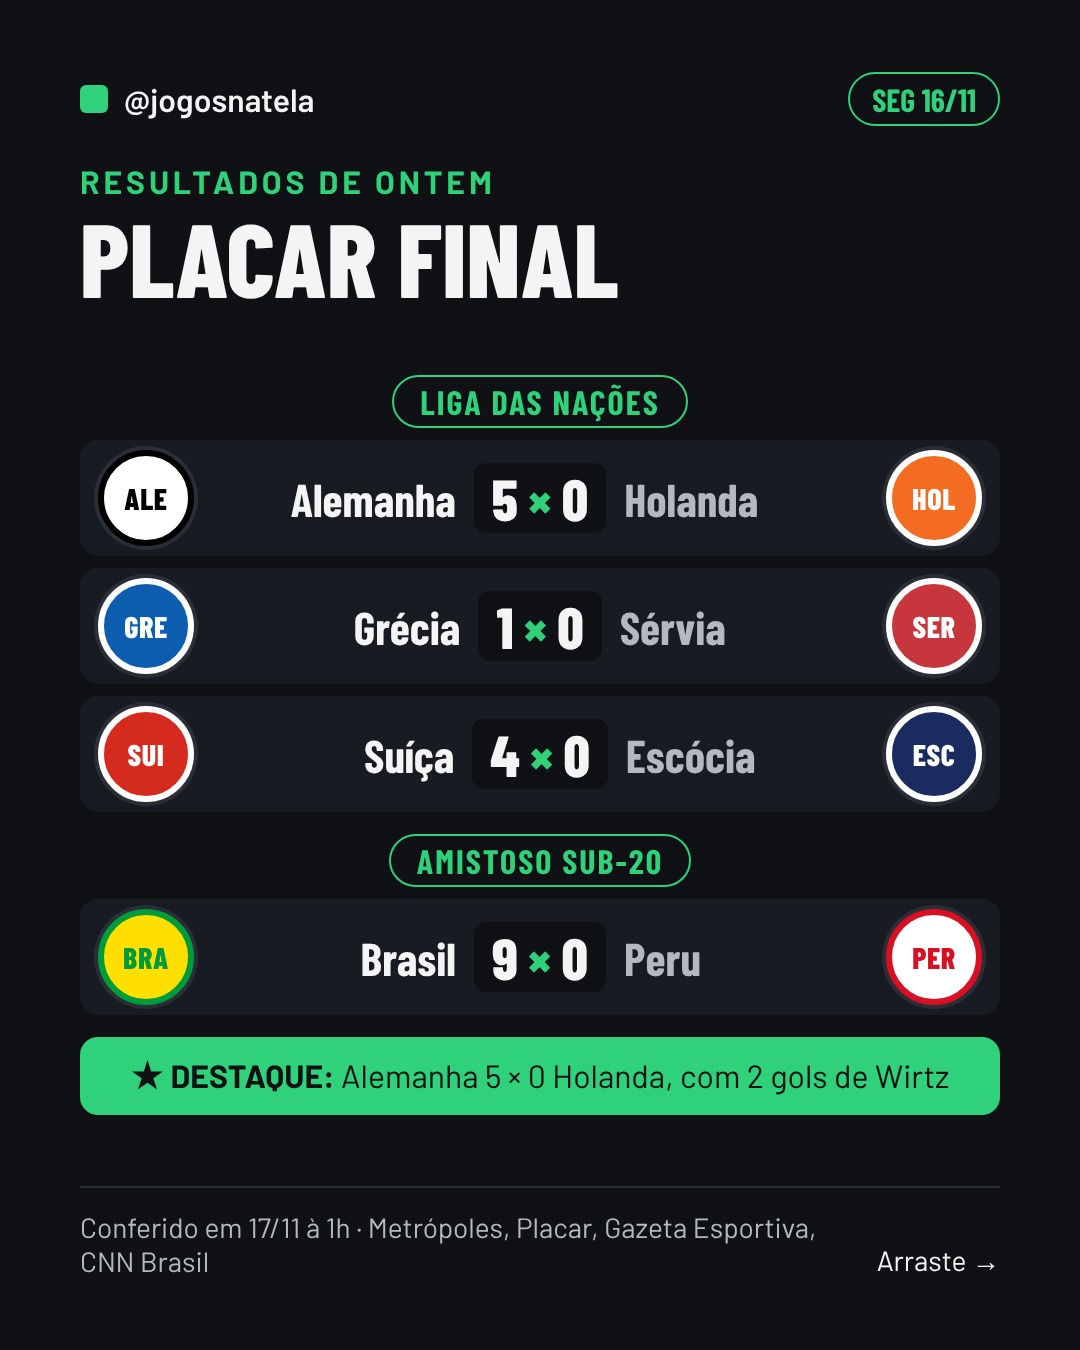 @jogosnatela
SEG 16/11
RESULTADOS DE ONTEM
PLACAR FINAL
LIGA DAS NAÇÕES
ALE Alemanha 5 × 0 Holanda HOL
GRE Grécia 1 × 0 Sérvia SER
SUI Suíça 4 × 0 Escócia ESC
AMISTOSO SUB-20
BRA Brasil 9 × 0 Peru PER
★ DESTAQUE: Alemanha 5 × 0 Holanda, com 2 gols de Wirtz
Conferido em 17/11 à 1h · Metrópoles, Placar, Gazeta Esportiva,
CNN Brasil
Arraste →